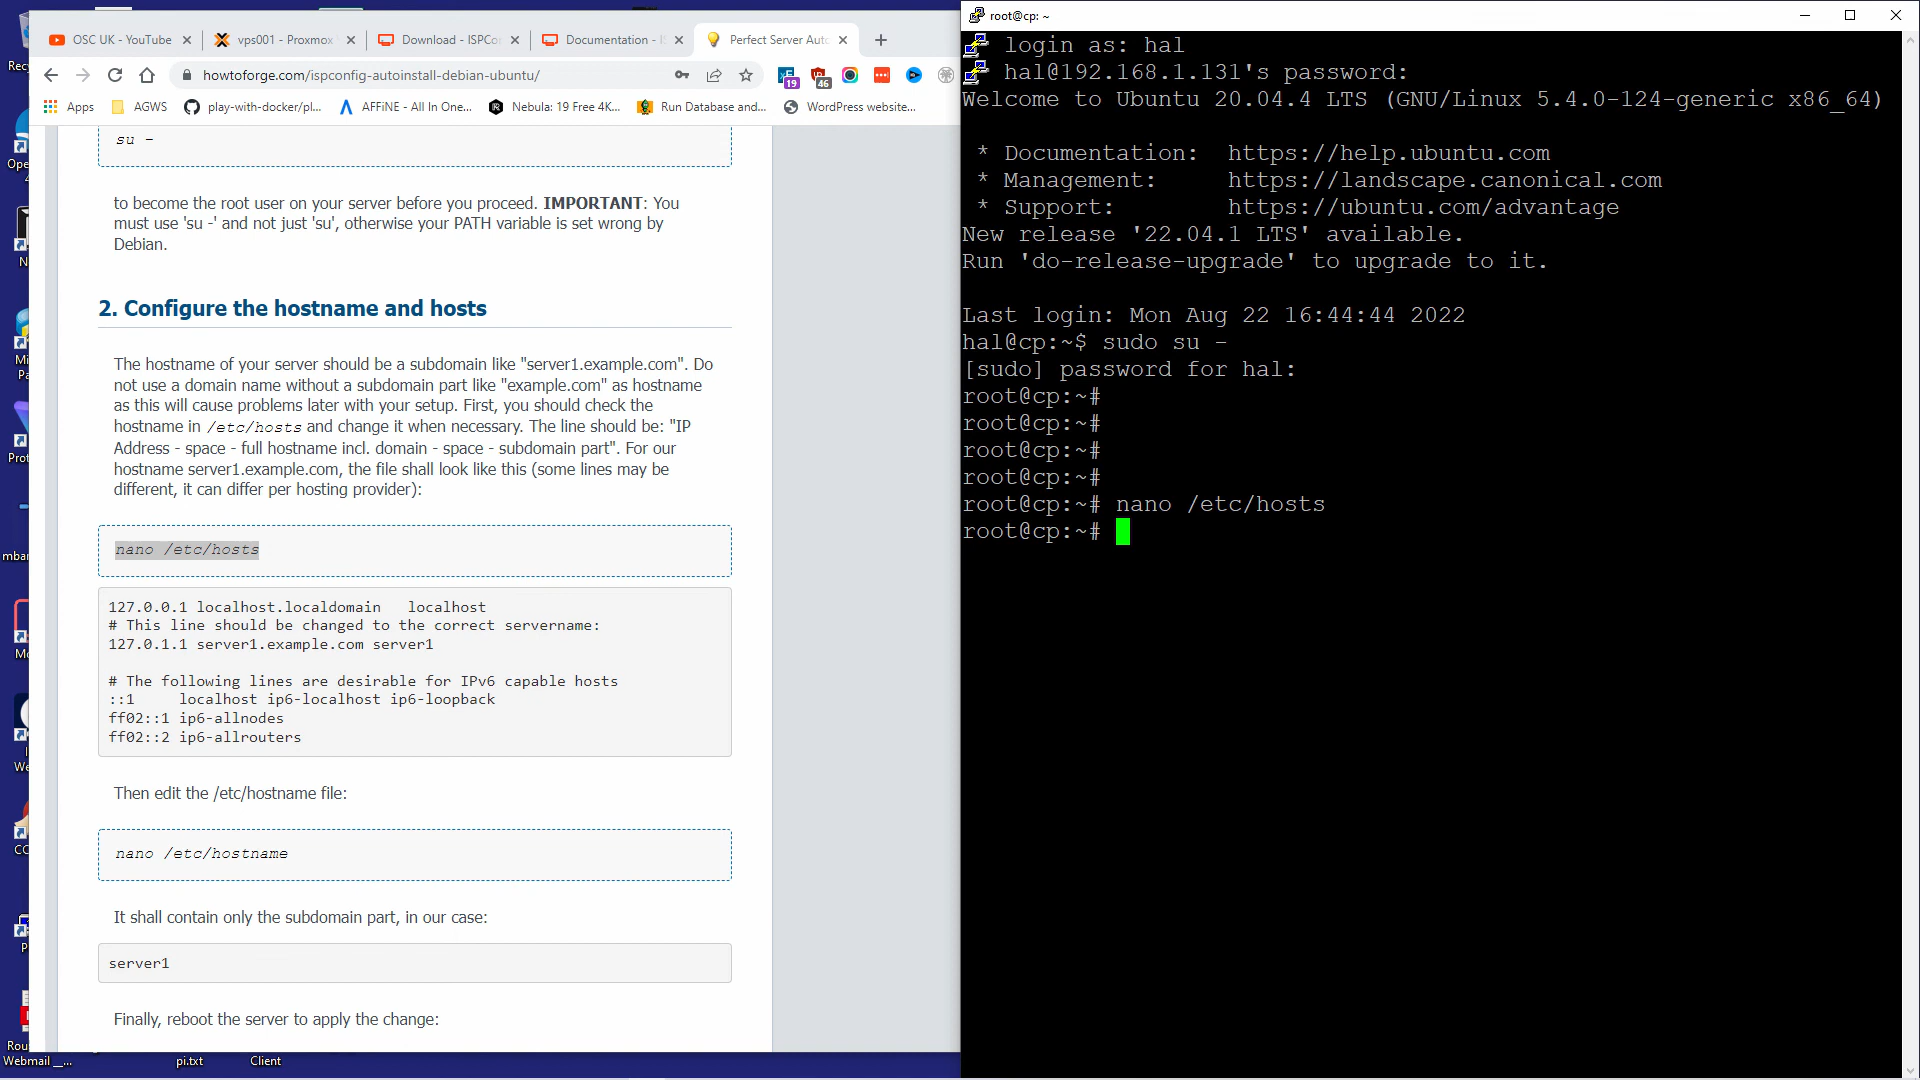 OSC UK - YouTube
vps001 - Proxmox
Download - ISPCon
Documentation - I
Perfect Server Auto
howtoforge.com/ispconfig-autoinstall-debian-ubuntu/
19
46
Apps
AGWS
play-with-docker/pl...
AFFiNE - All In One...
Nebula: 19 Free 4K...
Run Database and...
WordPress website...
su -
to become the root user on your server before you proceed. IMPORTANT: You
must use 'su -' and not just 'su', otherwise your PATH variable is set wrong by
Debian.
2. Configure the hostname and hosts
The hostname of your server should be a subdomain like "server1.example.com". Do
not use a domain name without a subdomain part like "example.com" as hostname
as this will cause problems later with your setup. First, you should check the
hostname in /etc/hosts and change it when necessary. The line should be: "IP
Address - space - full hostname incl. domain - space - subdomain part". For our
hostname server1.example.com, the file shall look like this (some lines may be
different, it can differ per hosting provider):
nano /etc/hosts
127.0.0.1 localhost.localdomain   localhost
# This line should be changed to the correct servername:
127.0.1.1 server1.example.com server1
# The following lines are desirable for IPv6 capable hosts
::1     localhost ip6-localhost ip6-loopback
ff02::1 ip6-allnodes
ff02::2 ip6-allrouters
Then edit the /etc/hostname file:
nano /etc/hostname
It shall contain only the subdomain part, in our case:
server1
Finally, reboot the server to apply the change:
Webmail __...
pi.txt
Client
root@cp: ~
login as: hal
hal@192.168.1.131's password:
Welcome to Ubuntu 20.04.4 LTS (GNU/Linux 5.4.0-124-generic x86_64)
* Documentation:  https://help.ubuntu.com
* Management:     https://landscape.canonical.com
* Support:        https://ubuntu.com/advantage
New release '22.04.1 LTS' available.
Run 'do-release-upgrade' to upgrade to it.
Last login: Mon Aug 22 16:44:44 2022
hal@cp:~$ sudo su -
[sudo] password for hal:
root@cp:~#
root@cp:~#
root@cp:~#
root@cp:~#
root@cp:~# nano /etc/hosts
root@cp:~#